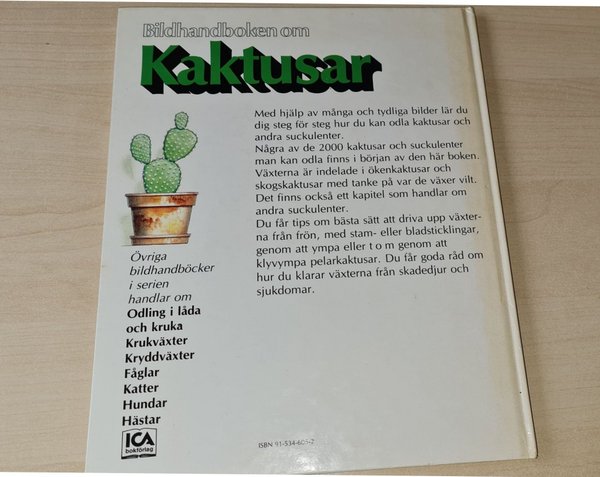 Bildhandboken om
Kaktusar
Med hjälp av många och tydliga bilder lär du
dig steg för steg hur du kan odla kaktusar och
andra suckulenter.
Några av de 2000 kaktusar och suckulenter
man kan odla finns i början av den här boken.
Växterna är indelade i ökenkaktusar och
skogskaktusar med tanke på var de växer vilt.
Det finns också ett kapitel som handlar om
andra suckulenter.
Du får tips om bästa sätt att driva upp växter-
na från frön, med stam- eller bladsticklingar,
genom att ympa eller t o m genom att
klyvympa pelarkaktusar. Du får goda råd om
hur du klarar växterna från skadedjur och
sjukdomar.
Övriga
bildhandböcker
i serien
handlar om
Odling i låda
och kruka
Krukväxter
Kryddväxter
Fåglar
Katter
Hundar
Hästar
ICA
bokförlag
ISBN 91-534-605-2